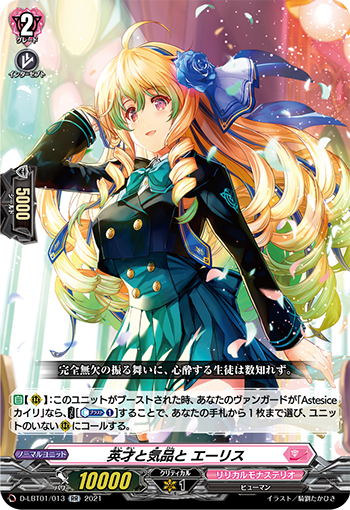 2
グレード
インターセプト
5000
シールド
完全無欠の振る舞いに、心酔する生徒は数知れず。
【自】【(R)】:このユニットがブーストされた時、あなたのヴァンガードが「Astesice
カイリ」なら、【コスト】【(CB)(1)】することで、あなたの手札から1枚まで選び、ユニッ
トのいない(R)にコールする。
ノーマルユニット
英才と気品と エーリス
リリカルモナステリオ
パワー 10000
クリティカル
1
ヒューマン
D-LBT01/013 RR 2021
イラスト/騎劉たかひさ